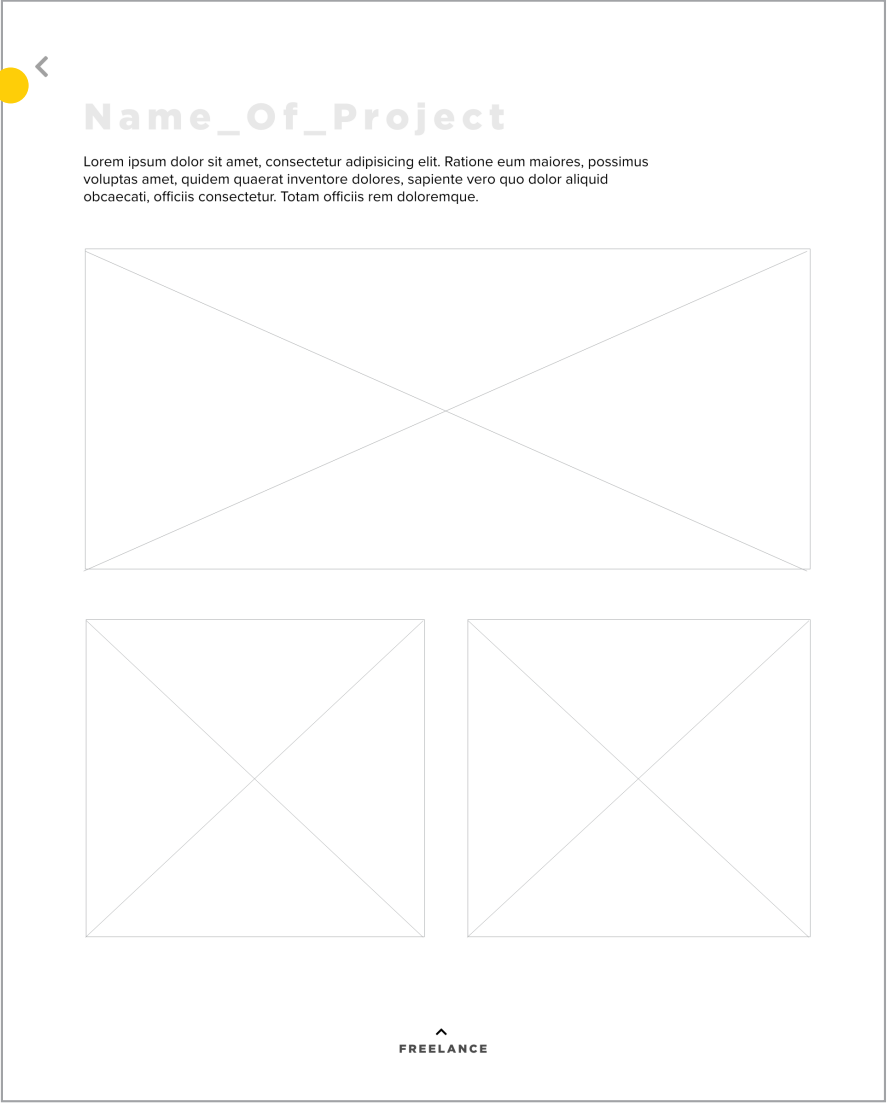 Name_Of_Project
Lorem ipsum dolor sit amet, consectetur adipisicing elit. Ratione eum maiores, possimus
voluptas amet, quidem quaerat inventore dolores, sapiente vero quo dolor aliquid
obcaecati, officiis consectetur. Totam officiis rem doloremque.
FREELANCE